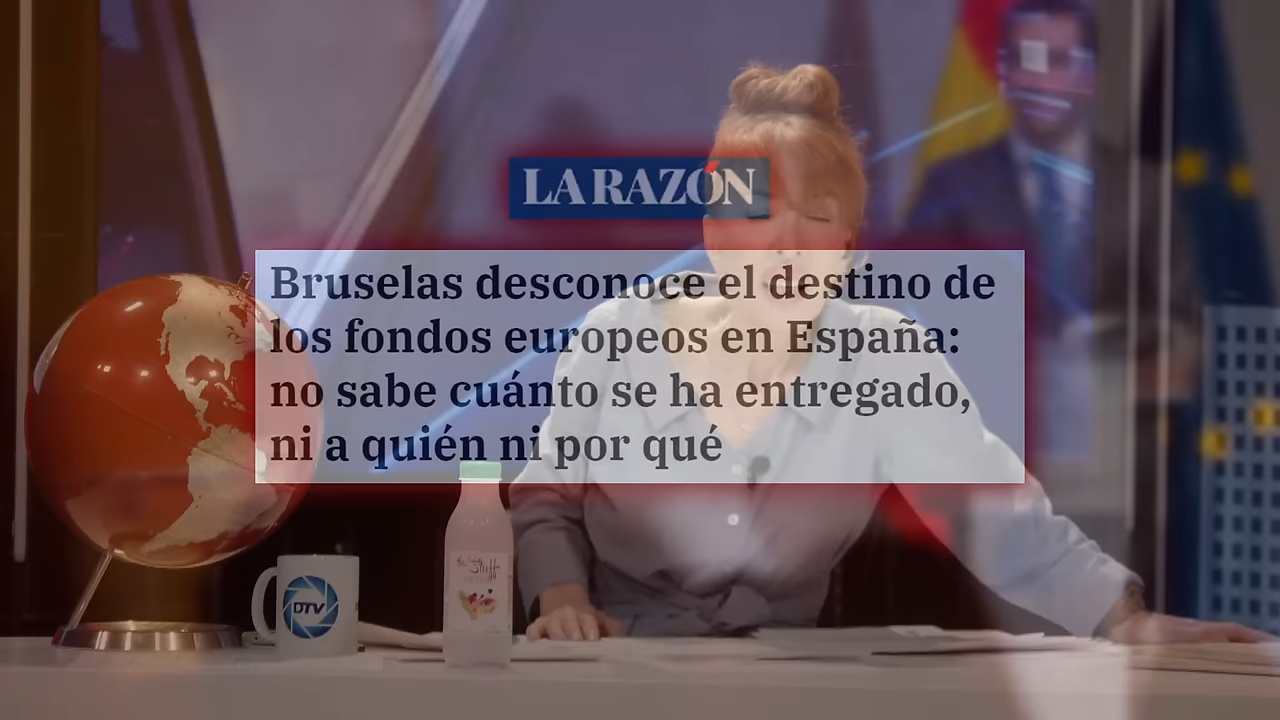 LA RAZÓN
Bruselas desconoce el destino de
los fondos europeos en España:
no sabe cuánto se ha entregado,
ni a quién ni por qué
DTV
Stuff